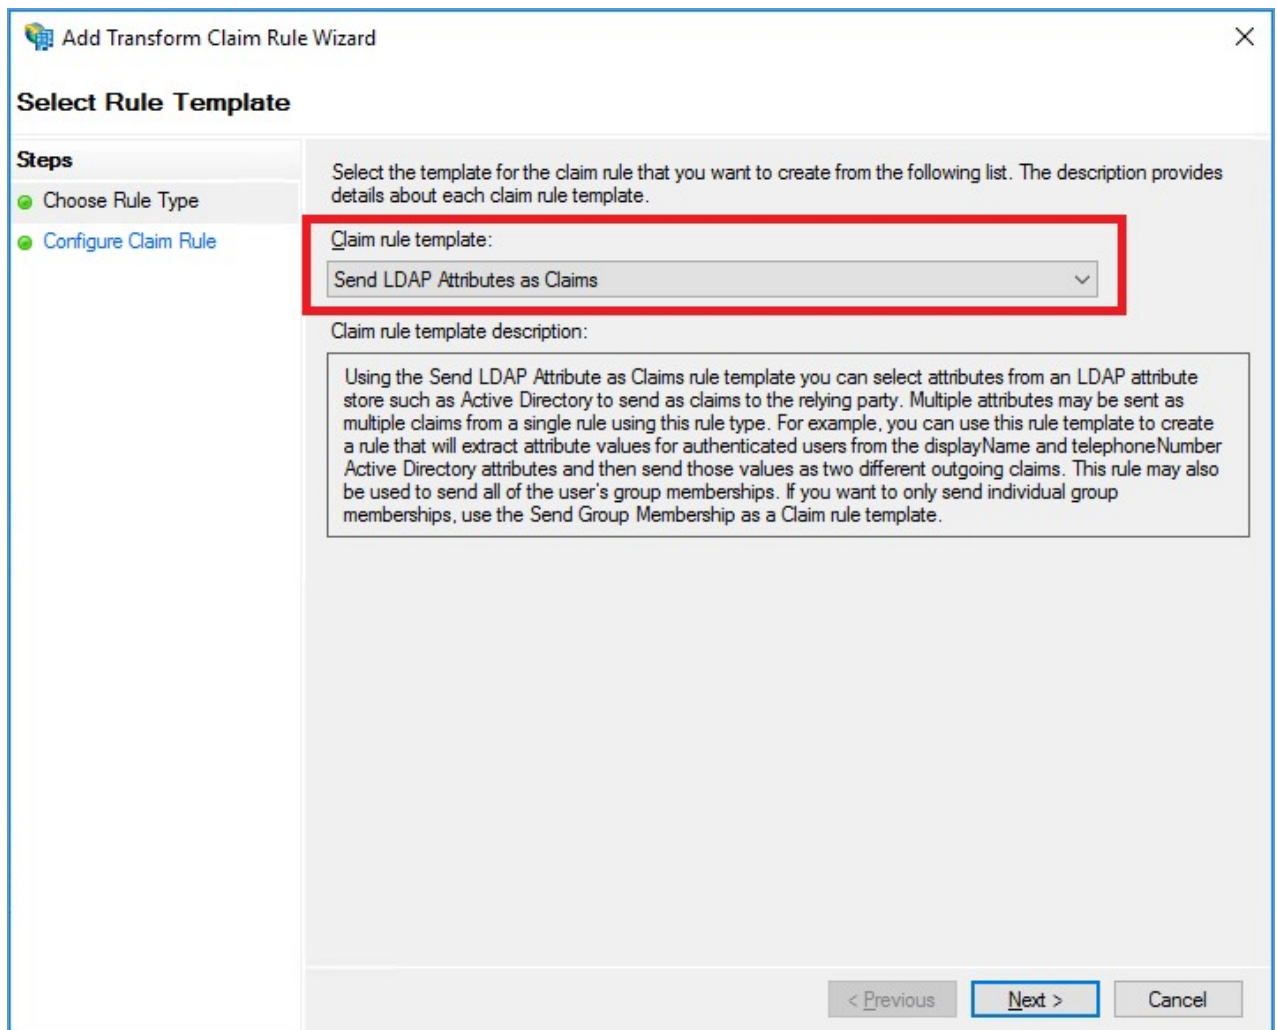 Add Transform Claim Rule Wizard
Select Rule Template
Steps
Choose Rule Type
Configure Claim Rule
Select the template for the claim rule that you want to create from the following list. The description provides
details about each claim rule template.
Claim rule template:
Send LDAP Attributes as Claims
Claim rule template description:
Using the Send LDAP Attribute as Claims rule template you can select attributes from an LDAP attribute
store such as Active Directory to send as claims to the relying party. Multiple attributes may be sent as
multiple claims from a single rule using this rule type. For example, you can use this rule template to create
a rule that will extract attribute values for authenticated users from the displayName and telephoneNumber
Active Directory attributes and then send those values as two different outgoing claims. This rule may also
be used to send all of the user's group memberships. If you want to only send individual group
memberships, use the Send Group Membership as a Claim rule template.
< Previous
Next >
Cancel